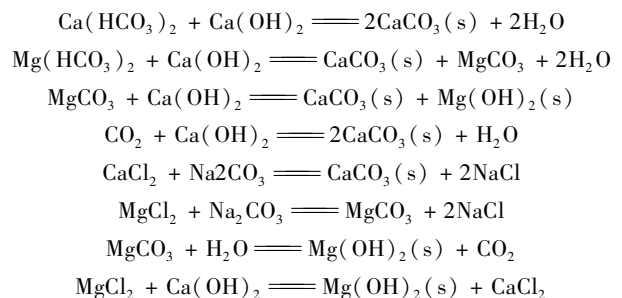 Ca(HCO₃)₂ + Ca(OH)₂ ══ 2CaCO₃(s) + 2H₂O
Mg(HCO₃)₂ + Ca(OH)₂ ══ CaCO₃(s) + MgCO₃ + 2H₂O
MgCO₃ + Ca(OH)₂ ══ CaCO₃(s) + Mg(OH)₂(s)
CO₂ + Ca(OH)₂ ══ 2CaCO₃(s) + H₂O
CaCl₂ + Na2CO₃ ══ CaCO₃(s) + 2NaCl
MgCl₂ + Na₂CO₃ ══ MgCO₃ + 2NaCl
MgCO₃ + H₂O ══ Mg(OH)₂(s) + CO₂
MgCl₂ + Ca(OH)₂ ══ Mg(OH)₂(s) + CaCl₂